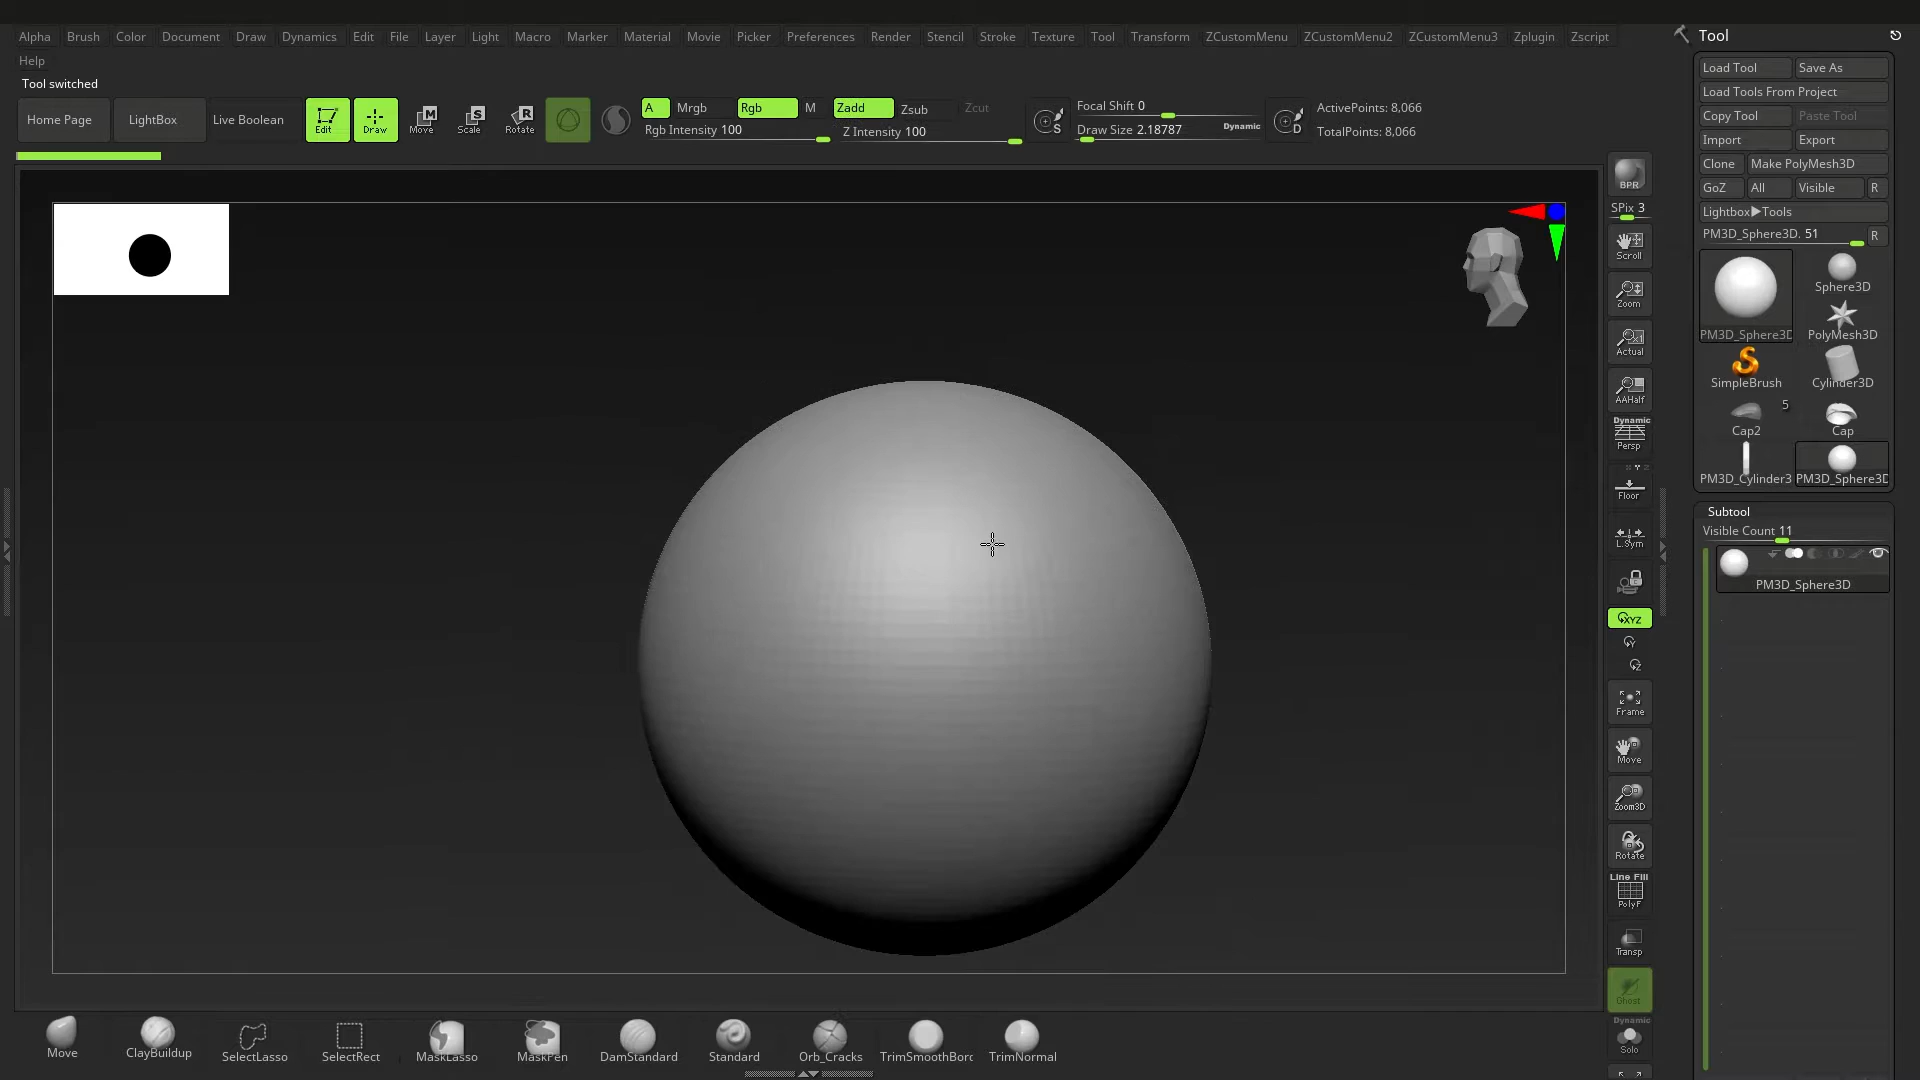 Alpha Brush Color Document Draw Dynamics Edit File Layer Light Macro Marker Material Movie Picker Preferences Render Stencil Stroke Texture Tool Transform ZCustomMenu ZCustomMenu2 ZCustomMenu3 Zplugin Zscript
Help
Tool switched
Home Page LightBox Live Boolean Edit Draw Move Scale Rotate
A Mrgb Rgb M Zadd Zsub Zcut
Rgb Intensity 100 Z Intensity 100
Focal Shift 0
Draw Size 2.18787 Dynamic
ActivePoints: 8,066
TotalPoints: 8,066
BPR
SPix 3
Scroll
Zoom
Actual
AAHalf
Dynamic
Persp
Floor
L.Sym
XYZ
Y
Z
Frame
Move
Zoom3D
Rotate
Line Fill
PolyF
Transp
Ghost
Dynamic
Solo
Tool
Load Tool Save As
Load Tools From Project
Copy Tool Paste Tool
Import Export
Clone Make PolyMesh3D
GoZ All Visible R
Lightbox▶Tools
PM3D_Sphere3D. 51 R
PM3D_Sphere3D Sphere3D
PolyMesh3D
SimpleBrush Cylinder3D
5
Cap2 Cap
PM3D_Cylinder3 PM3D_Sphere3D
Subtool
Visible Count 11
PM3D_Sphere3D
Move ClayBuildup SelectLasso SelectRect MaskLasso MaskPen DamStandard Standard Orb_Cracks TrimSmoothBorc TrimNormal